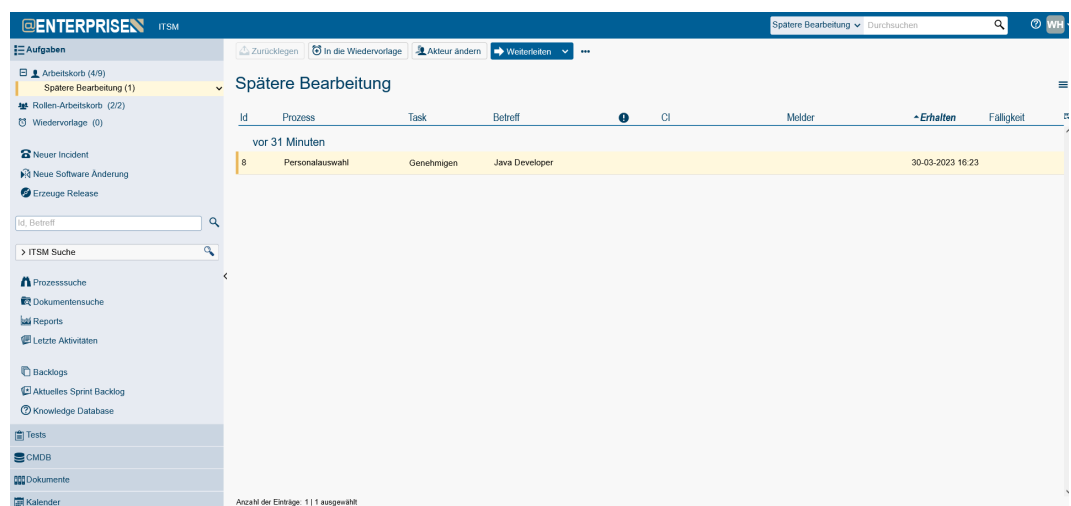 @ENTERPRISE ITSM
Spätere Bearbeitung Durchsuchen WH
Aufgaben
Arbeitskorb (4/9)
Spätere Bearbeitung (1)
Rollen-Arbeitskorb (2/2)
Wiedervorlage (0)
Neuer Incident
Neue Software Änderung
Erzeuge Release
Id, Betreff
ITSM Suche
Prozesssuche
Dokumentensuche
Reports
Letzte Aktivitäten
Backlogs
Aktuelles Sprint Backlog
Knowledge Database
Tests
CMDB
Dokumente
Kalender
Zurücklegen In die Wiedervorlage Akteur ändern Weiterleiten
Spätere Bearbeitung
Id Prozess Task Betreff CI Melder Erhalten Fälligkeit
vor 31 Minuten
8 Personalauswahl Genehmigen Java Developer 30-03-2023 16:23
Anzahl der Einträge: 1 | 1 ausgewählt